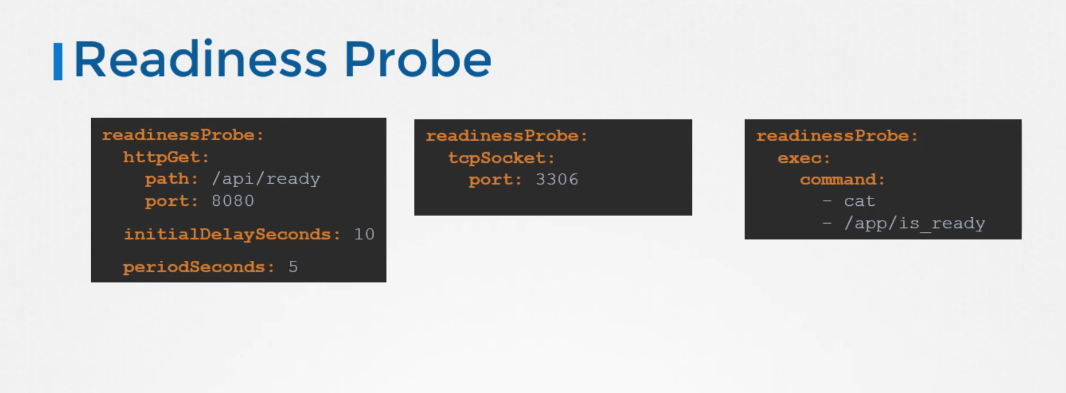 Readiness Probe
readinessProbe:
httpGet:
path: /api/ready
port: 8080
initialDelaySeconds: 10
periodSeconds: 5
readinessProbe:
tcpSocket:
port: 3306
readinessProbe:
exec:
command:
- cat
- /app/is_ready